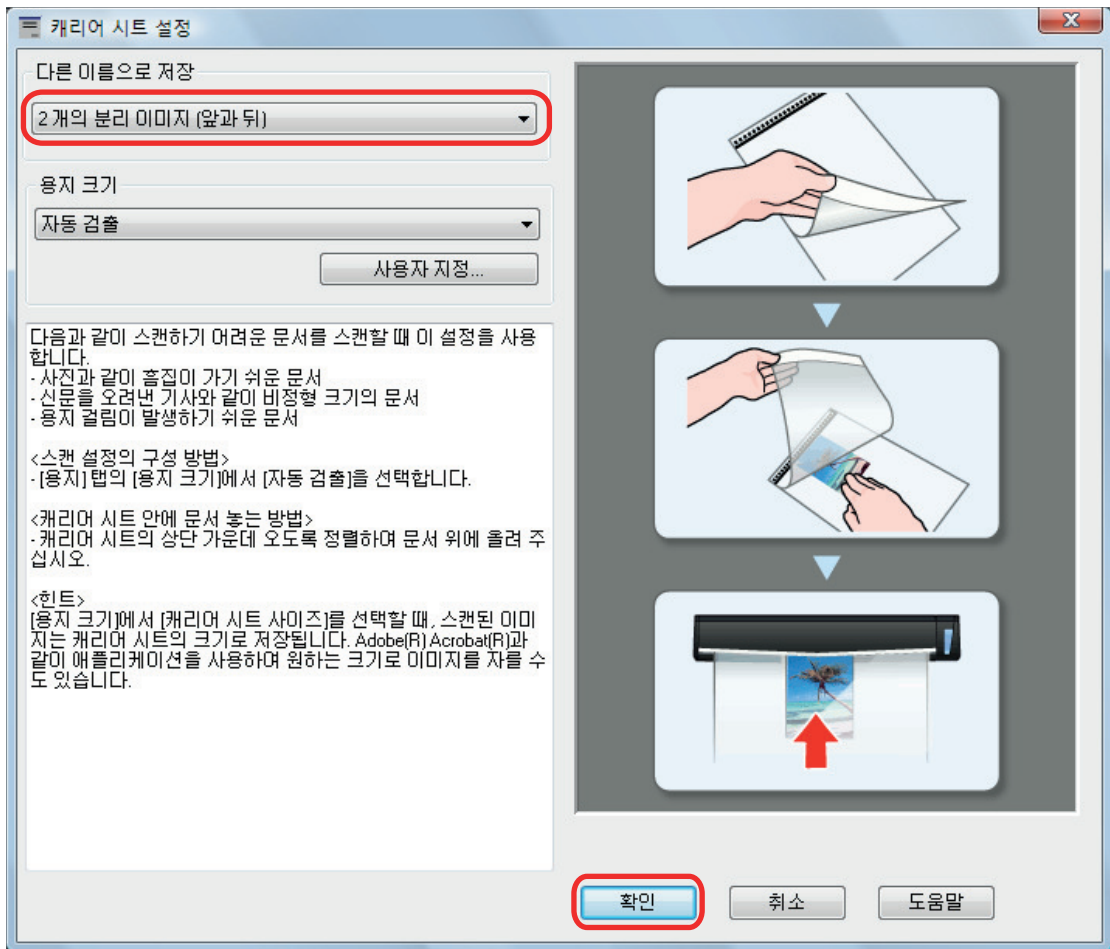 캐리어 시트 설정
다른 이름으로 저장
2 개의 분리 이미지 (앞과 뒤)
용지 크기
자동 검출
사용자 지정...
다음과 같이 스캔하기 어려운 문서를 스캔할 때 이 설정을 사용
합니다.
- 사진과 같이 흠집이 가기 쉬운 문서
- 신문을 오려낸 기사와 같이 비정형 크기의 문서
- 용지 걸림이 발생하기 쉬운 문서
<스캔 설정의 구성 방법>
- [용지] 탭의 [용지 크기]에서 [자동 검출]을 선택합니다.
<캐리어 시트 안에 문서 놓는 방법>
- 캐리어 시트의 상단 가운데 오도록 정렬하여 문서 위에 올려 주
십시오.
<힌트>
[용지 크기]에서 [캐리어 시트 사이즈]를 선택할 때, 스캔된 이미
지는 캐리어 시트의 크기로 저장됩니다. Adobe(R) Acrobat(R)과
같이 애플리케이션을 사용하여 원하는 크기로 이미지를 자를 수
도 있습니다.
확인
취소
도움말